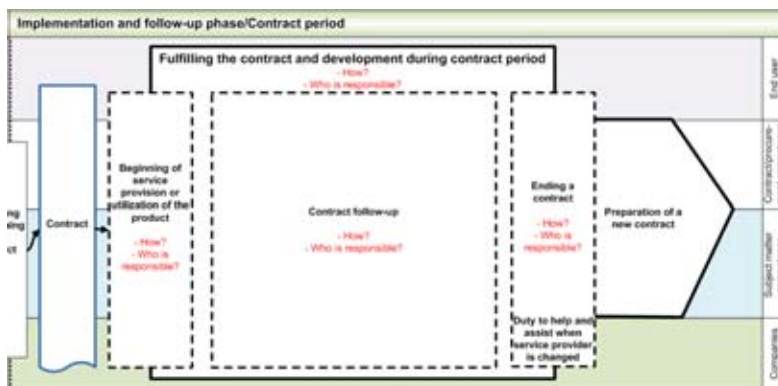 Implementation and follow-up phase/Contract period
Fulfilling the contract and development during contract period
- How?
- Who is responsible?
Contract
Beginning of
service
provision or
utilization of the
product
- How?
- Who is
responsible?
Contract follow-up
- How?
- Who is responsible?
Ending a
contract
- How?
- Who is
responsible?
Duty to help and
assist when
service provider
is changed
Preparation of a
new contract
End user
Contract/procure-
Subject matter
Companies